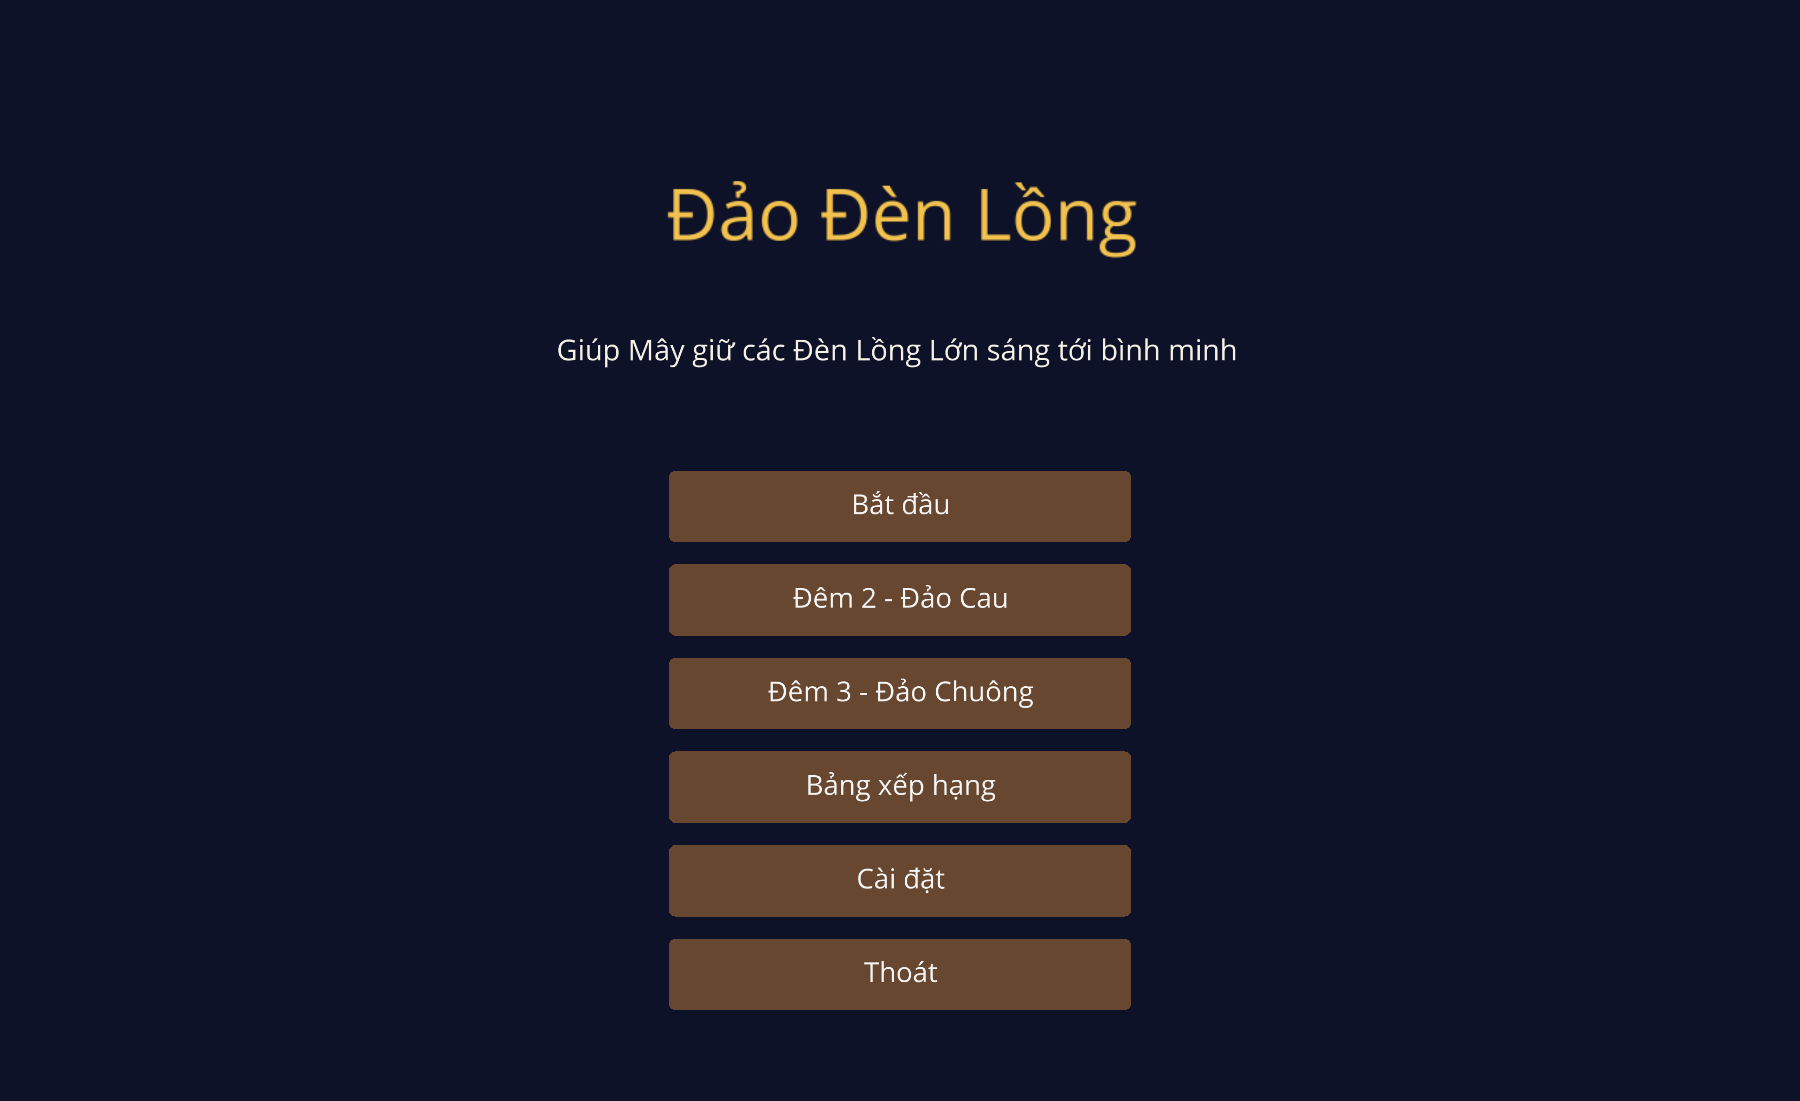 Đảo Đèn Lồng
Giúp Mây giữ các Đèn Lồng Lớn sáng tới bình minh
Bắt đầu
Đêm 2 - Đảo Cau
Đêm 3 - Đảo Chuông
Bảng xếp hạng
Cài đặt
Thoát